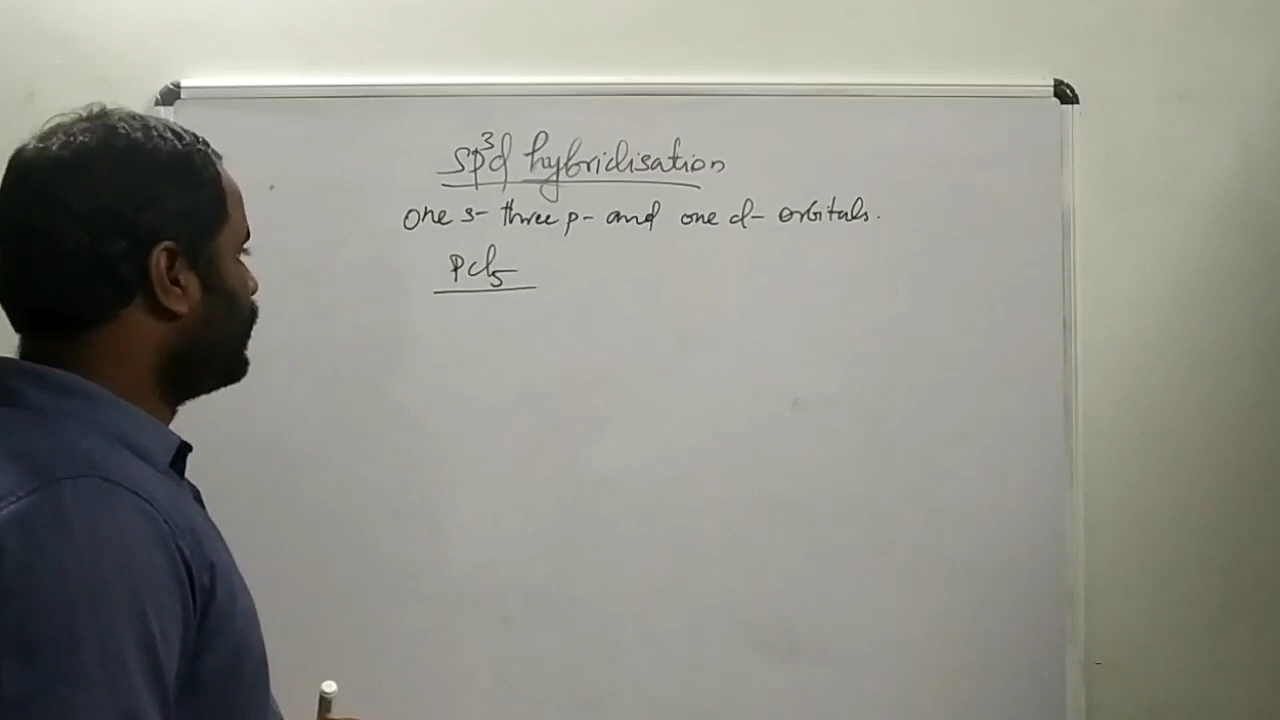 sp³d hybridisation
one s- three p- and one d- orbitals.
PCl₅